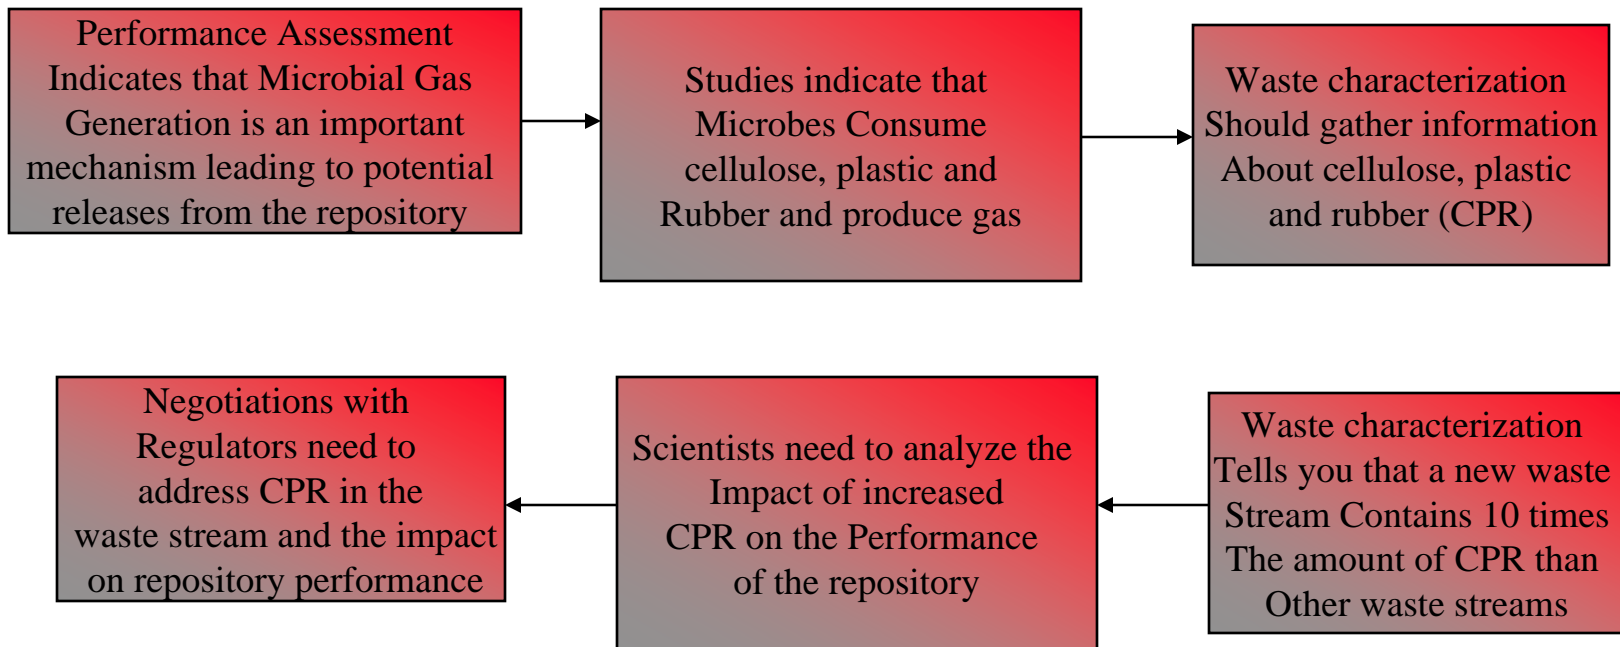 Performance Assessment
Indicates that Microbial Gas
Generation is an important
mechanism leading to potential
releases from the repository
Studies indicate that
Microbes Consume
cellulose, plastic and
Rubber and produce gas
Waste characterization
Should gather information
About cellulose, plastic
and rubber (CPR)
Negotiations with
Regulators need to
address CPR in the
waste stream and the impact
on repository performance
Scientists need to analyze the
Impact of increased
CPR on the Performance
of the repository
Waste characterization
Tells you that a new waste
Stream Contains 10 times
The amount of CPR than
Other waste streams